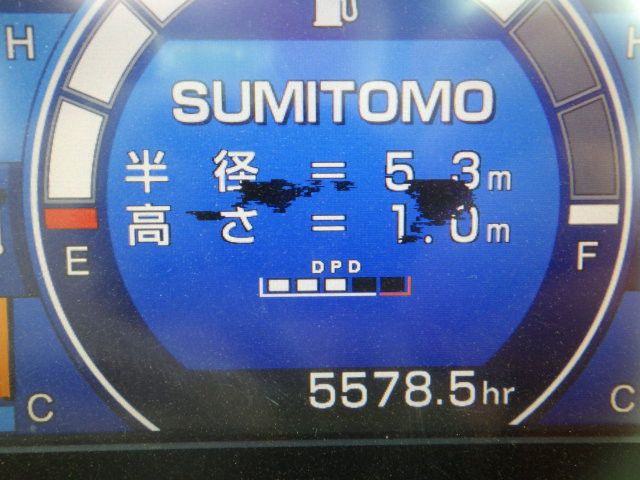 H
H
SUMITOMO
半 径 = 5.3m
高 さ = 1.0m
E
F
DPD
5578.5hr
C
C